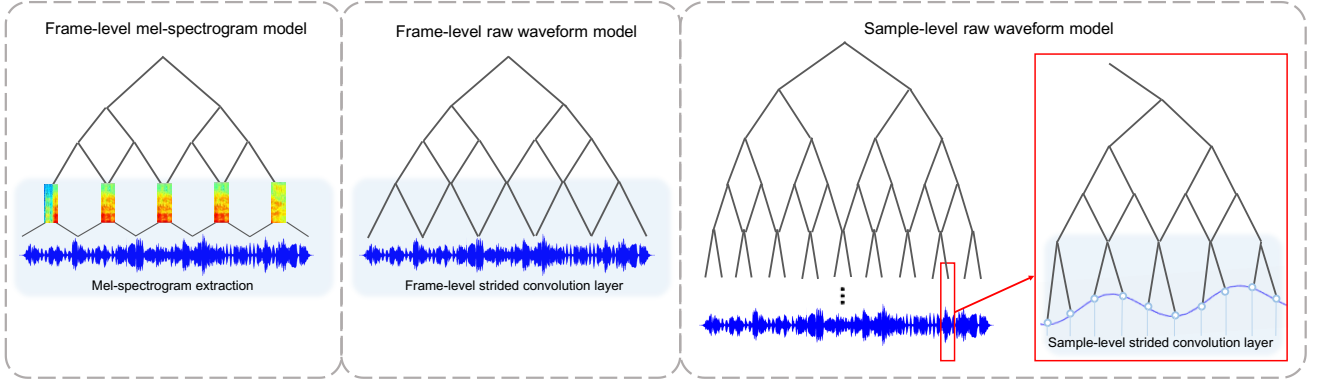 Frame-level mel-spectrogram model
Mel-spectrogram extraction
Frame-level raw waveform model
Frame-level strided convolution layer
Sample-level raw waveform model
Sample-level strided convolution layer